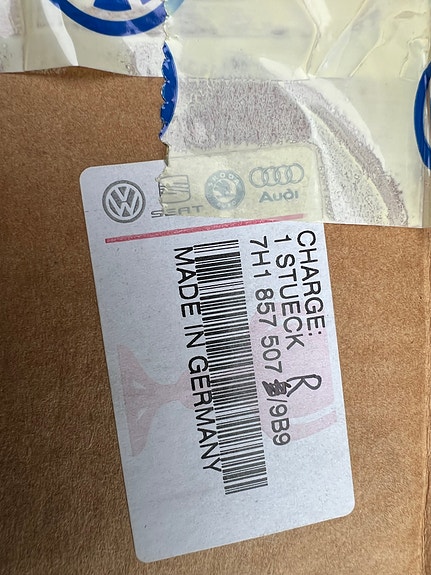 CHARGE:
1 STUECK
7H1 857 507 R/9B9
MADE IN GERMANY
SEAT
Audi